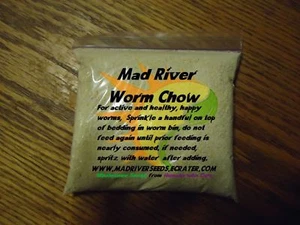 Mad River
Worm Chow
For active and healthy, happy
worms, Sprinkle a handful on top
of bedding in worm bin, do not
feed again until prior feeding is
nearly consumed, if needed,
spritz with water after adding.
WWW.MADRIVERSEEDS.ECRATER.COM
from